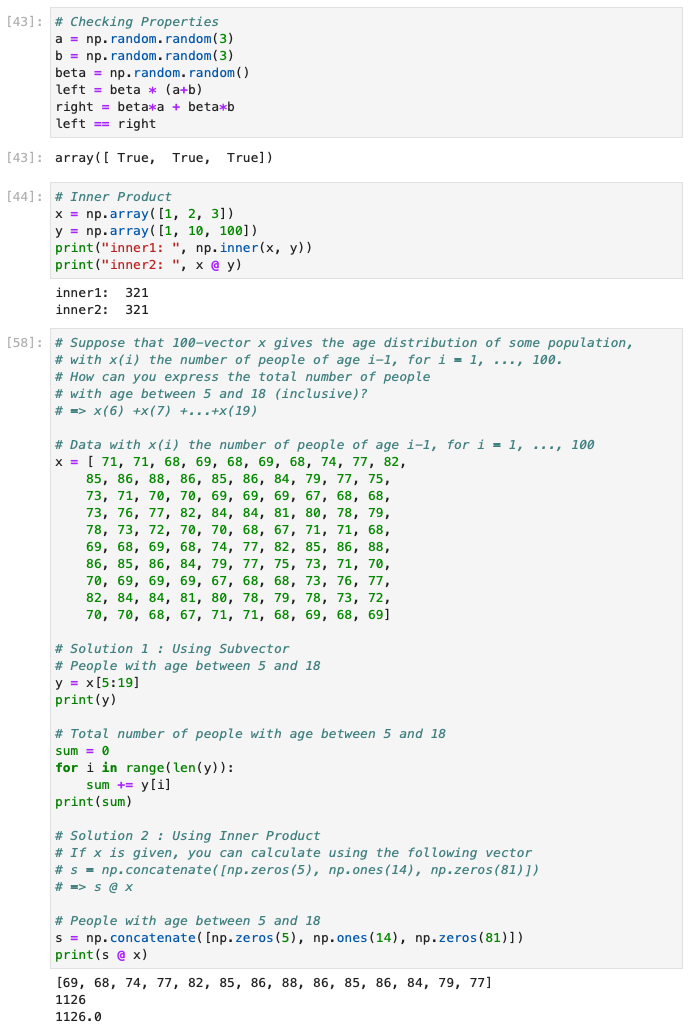 [43]: # Checking Properties
a = np.random.random(3)
b = np.random.random(3)
beta = np.random.random()
left = beta * (a+b)
right = beta*a + beta*b
left == right
[43]: array([ True,  True,  True])
[44]: # Inner Product
x = np.array([1, 2, 3])
y = np.array([1, 10, 100])
print("inner1: ", np.inner(x, y))
print("inner2: ", x @ y)
inner1:  321
inner2:  321
[58]: # Suppose that 100-vector x gives the age distribution of some population,
# with x(i) the number of people of age i-1, for i = 1, ..., 100.
# How can you express the total number of people
# with age between 5 and 18 (inclusive)?
# => x(6) +x(7) +...+x(19)
# Data with x(i) the number of people of age i-1, for i = 1, ..., 100
x = [ 71, 71, 68, 69, 68, 69, 68, 74, 77, 82,
85, 86, 88, 86, 85, 86, 84, 79, 77, 75,
73, 71, 70, 70, 69, 69, 69, 67, 68, 68,
73, 76, 77, 82, 84, 84, 81, 80, 78, 79,
78, 73, 72, 70, 70, 68, 67, 71, 71, 68,
69, 68, 69, 68, 74, 77, 82, 85, 86, 88,
86, 85, 86, 84, 79, 77, 75, 73, 71, 70,
70, 69, 69, 69, 67, 68, 68, 73, 76, 77,
82, 84, 84, 81, 80, 78, 79, 78, 73, 72,
70, 70, 68, 67, 71, 71, 68, 69, 68, 69]
# Solution 1 : Using Subvector
# People with age between 5 and 18
y = x[5:19]
print(y)
# Total number of people with age between 5 and 18
sum = 0
for i in range(len(y)):
sum += y[i]
print(sum)
# Solution 2 : Using Inner Product
# If x is given, you can calculate using the following vector
# s = np.concatenate([np.zeros(5), np.ones(14), np.zeros(81)])
# => s @ x
# People with age between 5 and 18
s = np.concatenate([np.zeros(5), np.ones(14), np.zeros(81)])
print(s @ x)
[69, 68, 74, 77, 82, 85, 86, 88, 86, 85, 86, 84, 79, 77]
1126
1126.0